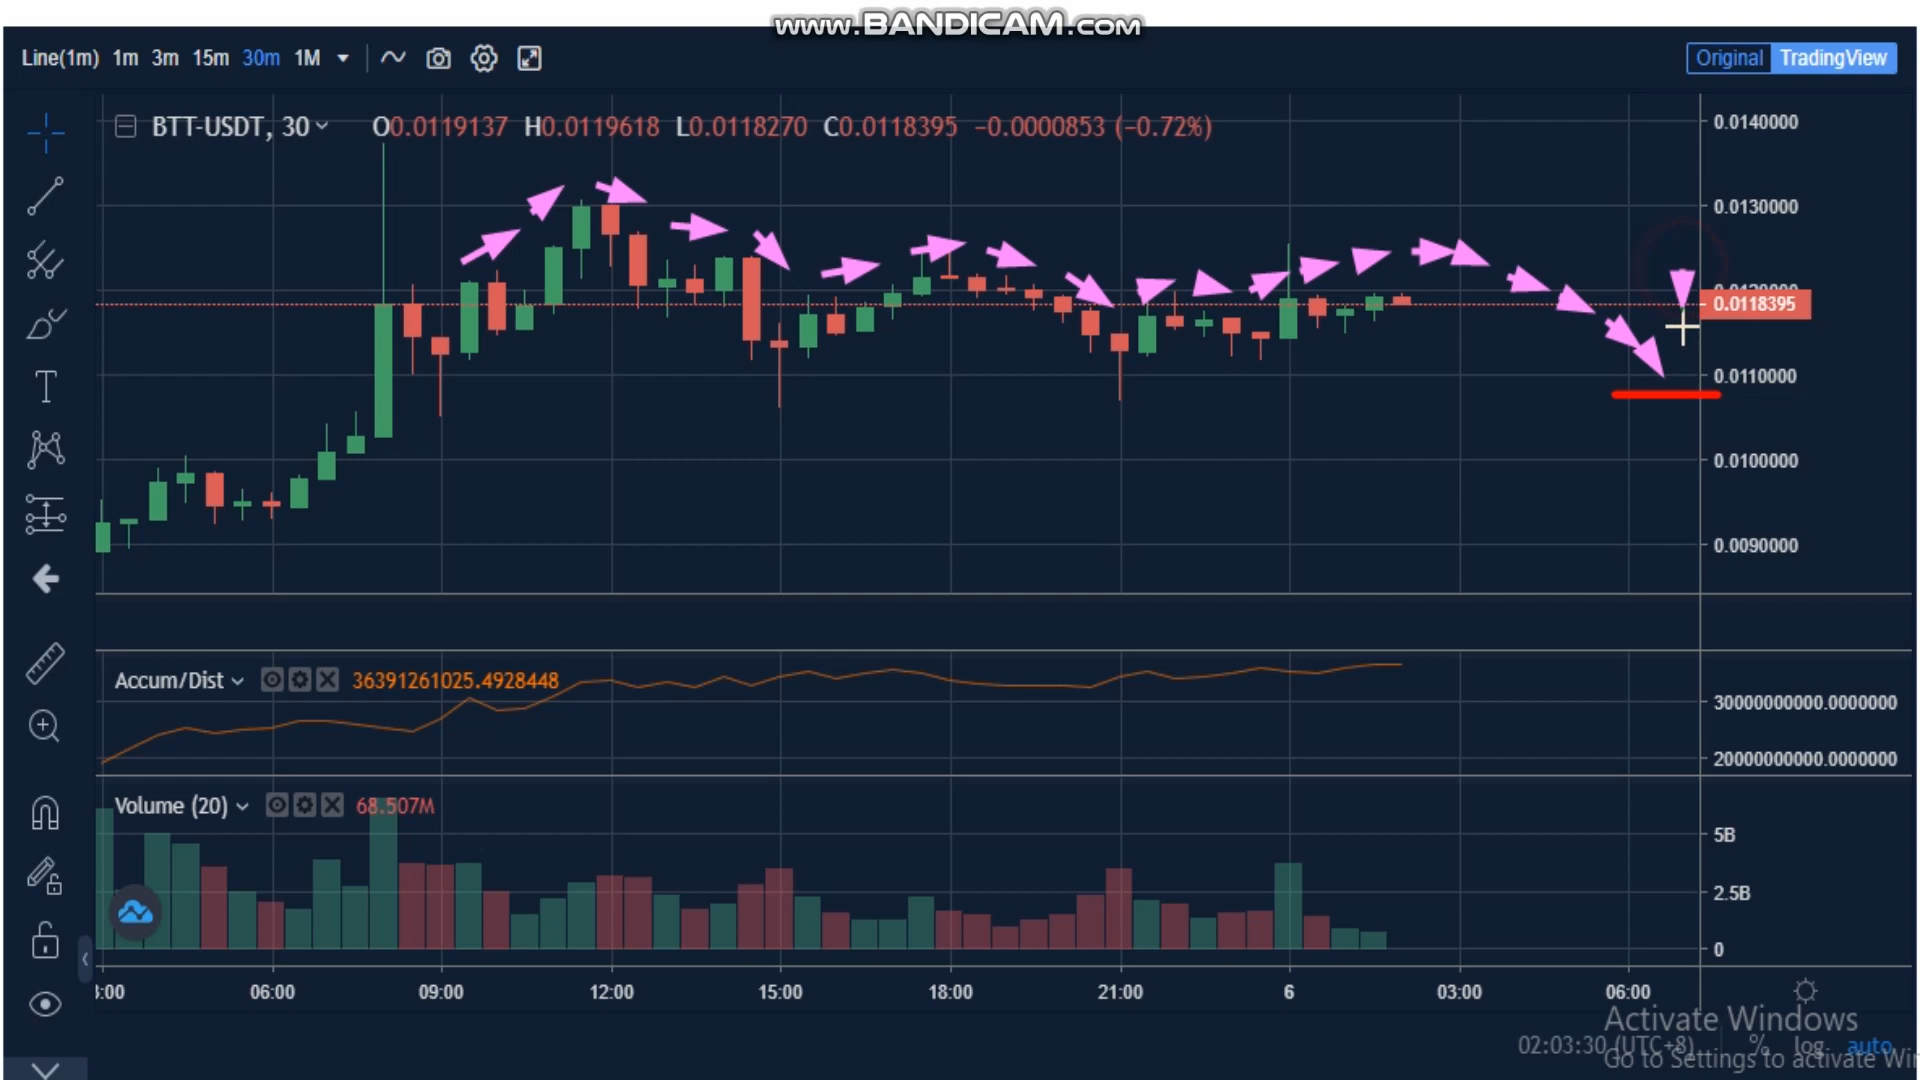 www.BANDICAM.com
Line(1m) 1m 3m 15m 30m 1M
Original TradingView
BTT-USDT, 30 O0.0119137 H0.0119618 L0.0118270 C0.0118395 −0.0000853 (−0.72%)
0.0140000
0.0130000
0.0118395
0.0110000
0.0100000
0.0090000
Accum/Dist 36391261025.4928448
30000000000.0000000
20000000000.0000000
Volume (20) 68.507M
5B
2.5B
0
:00 06:00 09:00 12:00 15:00 18:00 21:00 6 03:00 06:00
Activate Windows
02:03:30 (UTC+8) % log auto
Go to Settings to activate Wi